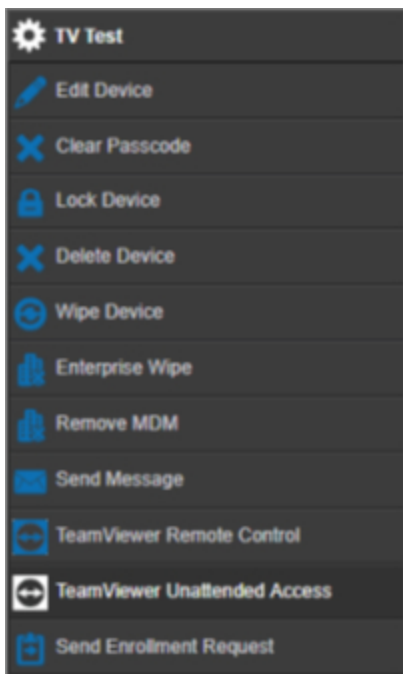 TV Test
Edit Device
Clear Passcode
Lock Device
Delete Device
Wipe Device
Enterprise Wipe
Remove MDM
Send Message
TeamViewer Remote Control
TeamViewer Unattended Access
Send Enrollment Request